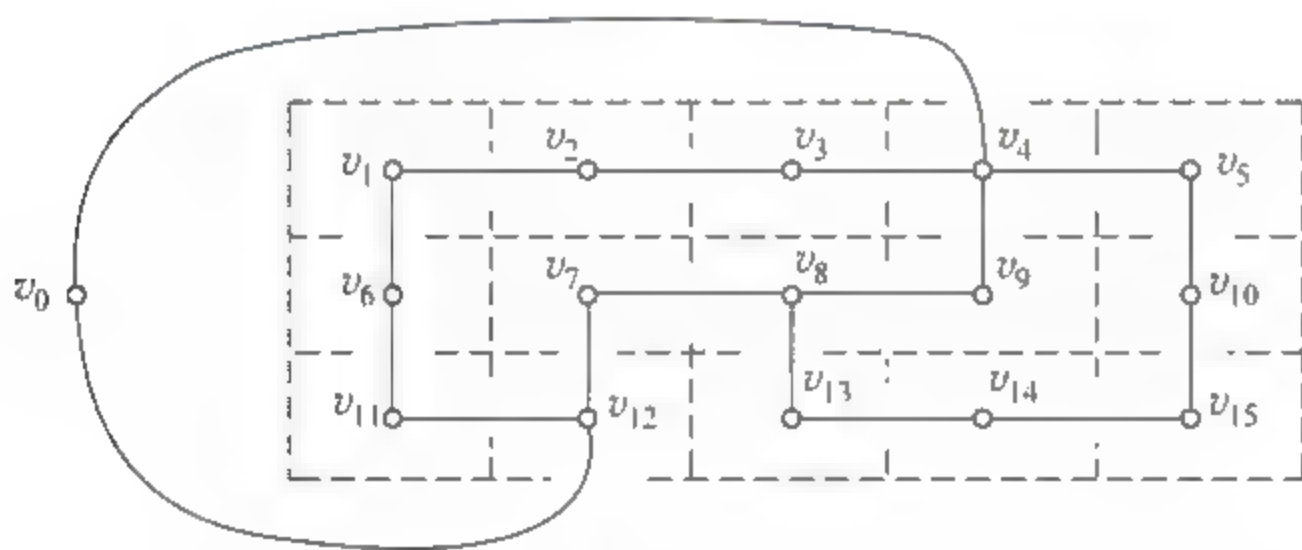 v₂ v₃ v₄
v₁ v₅
v₀ v₆ v₇ v₈ v₉ v₁₀
v₁₁ v₁₂ v₁₃ v₁₄ v₁₅